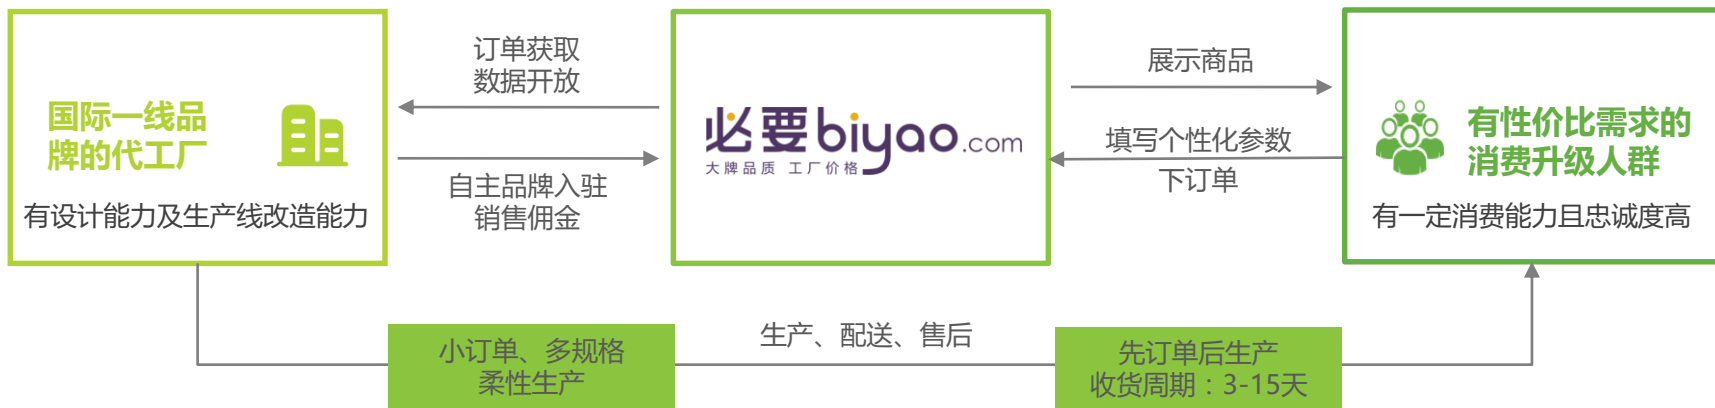 国际一线品
牌的代工厂
有设计能力及生产线改造能力
订单获取
数据开放
自主品牌入驻
销售佣金
必要biyao.com
大牌品质 工厂价格
展示商品
填写个性化参数
下订单
有性价比需求的
消费升级人群
有一定消费能力且忠诚度高
小订单、多规格
柔性生产
生产、配送、售后
先订单后生产
收货周期：3-15天